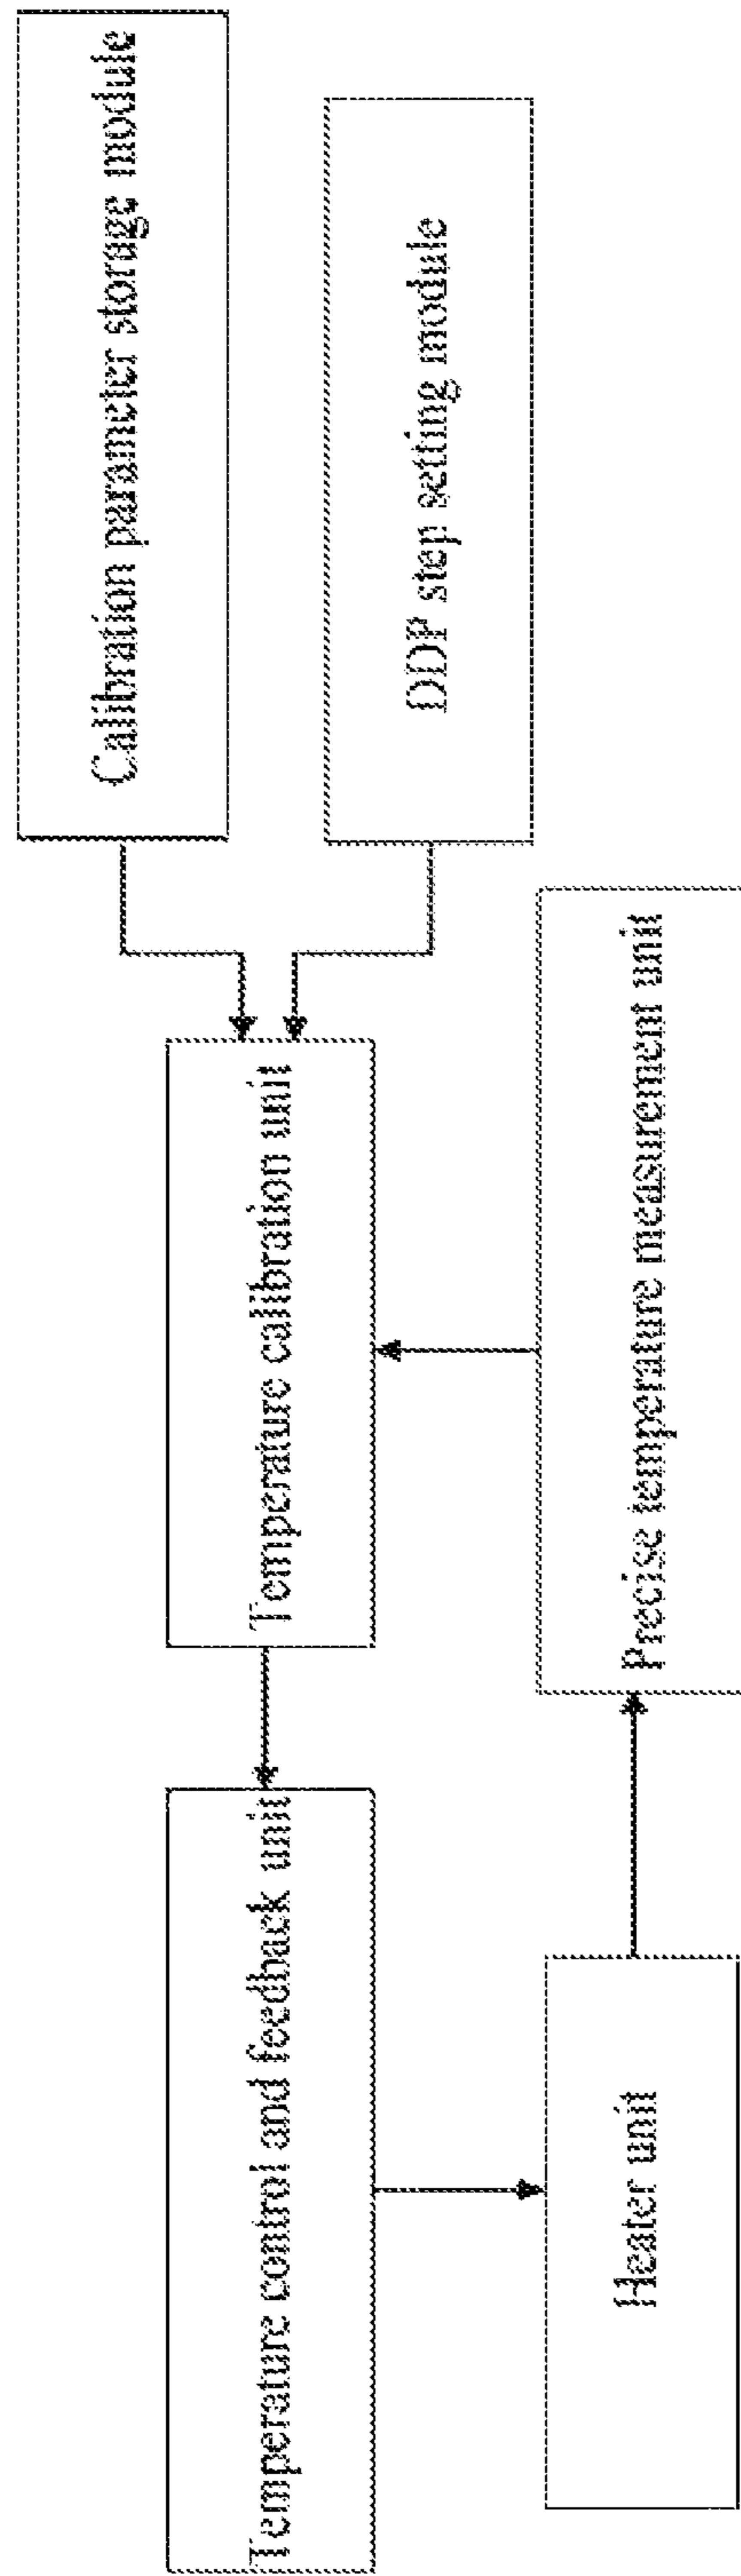 Calibration parameter storage module
DDP step setting module
Temperature calibration unit
Precise temperature measurement unit
Temperature control and feedback unit
Heater unit